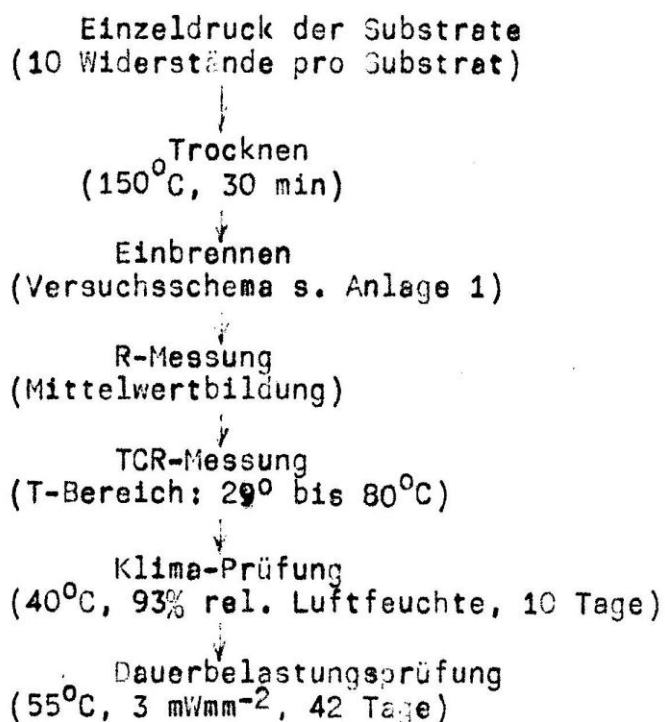 Einzeldruck der Substrate
(10 Widerstände pro Substrat)
Trocknen
(150°C, 30 min)
Einbrennen
(Versuchsschema s. Anlage 1)
R-Messung
(Mittelwertbildung)
TCR-Messung
(T-Bereich: 29° bis 80°C)
Klima-Prüfung
(40°C, 93% rel. Luftfeuchte, 10 Tage)
Dauerbelastungsprüfung
(55°C, 3 mWmm⁻², 42 Tage)